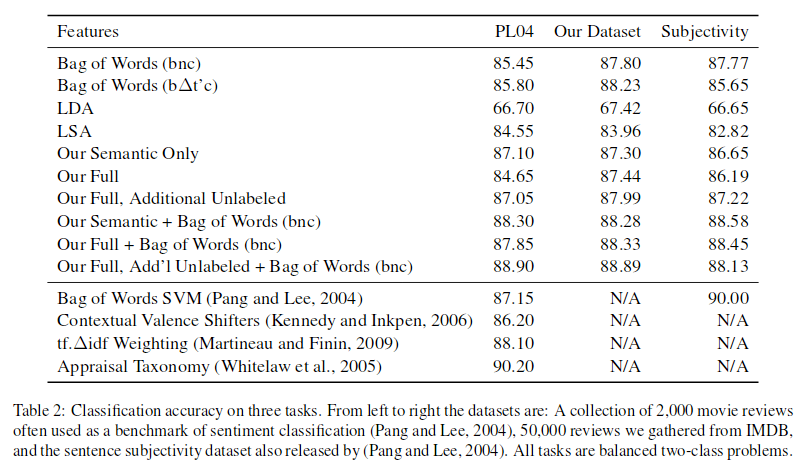 Features PL04 Our Dataset Subjectivity
Bag of Words (bnc) 85.45 87.80 87.77
Bag of Words (bΔt'c) 85.80 88.23 85.65
LDA 66.70 67.42 66.65
LSA 84.55 83.96 82.82
Our Semantic Only 87.10 87.30 86.65
Our Full 84.65 87.44 86.19
Our Full, Additional Unlabeled 87.05 87.99 87.22
Our Semantic + Bag of Words (bnc) 88.30 88.28 88.58
Our Full + Bag of Words (bnc) 87.85 88.33 88.45
Our Full, Add'l Unlabeled + Bag of Words (bnc) 88.90 88.89 88.13
Bag of Words SVM (Pang and Lee, 2004) 87.15 N/A 90.00
Contextual Valence Shifters (Kennedy and Inkpen, 2006) 86.20 N/A N/A
tf.Δidf Weighting (Martineau and Finin, 2009) 88.10 N/A N/A
Appraisal Taxonomy (Whitelaw et al., 2005) 90.20 N/A N/A
Table 2: Classification accuracy on three tasks. From left to right the datasets are: A collection of 2,000 movie reviews
often used as a benchmark of sentiment classification (Pang and Lee, 2004), 50,000 reviews we gathered from IMDB,
and the sentence subjectivity dataset also released by (Pang and Lee, 2004). All tasks are balanced two-class problems.